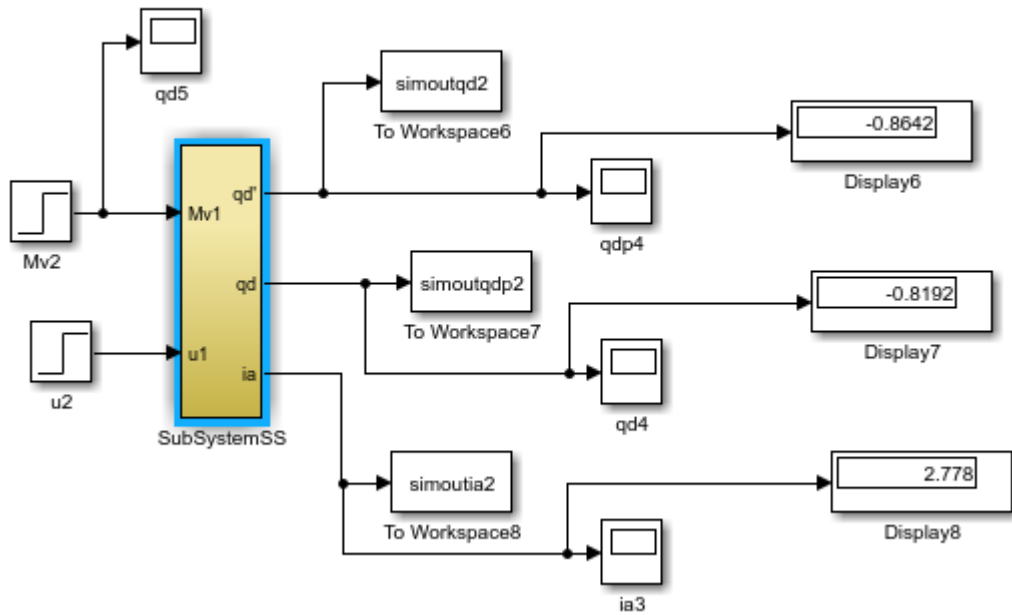 qd5
simoutqd2
To Workspace6
-0.8642
Display6
qd'
Mv1
Mv2
qdp4
qd
simoutqdp2
To Workspace7
-0.8192
Display7
u1
u2
ia
qd4
SubSystemSS
simoutia2
To Workspace8
2.778
Display8
ia3